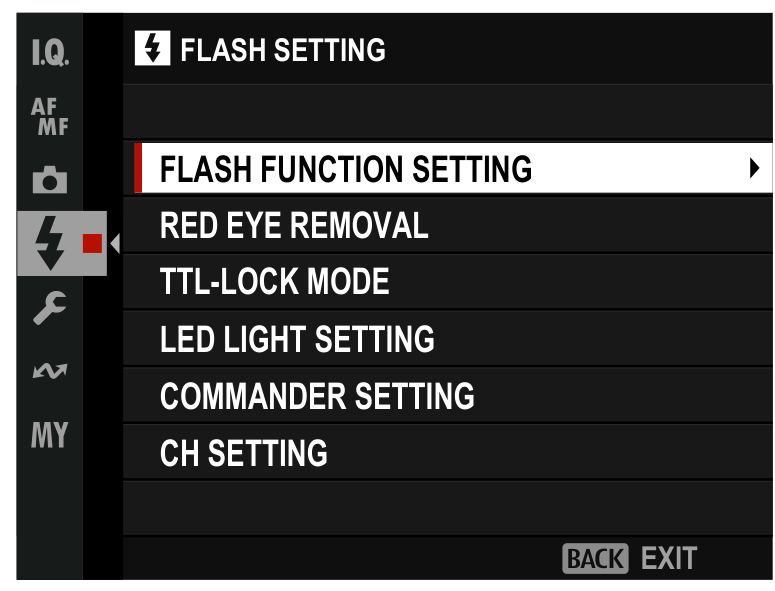 I.Q.
AF
MF
MY
FLASH SETTING
FLASH FUNCTION SETTING
RED EYE REMOVAL
TTL-LOCK MODE
LED LIGHT SETTING
COMMANDER SETTING
CH SETTING
BACK EXIT